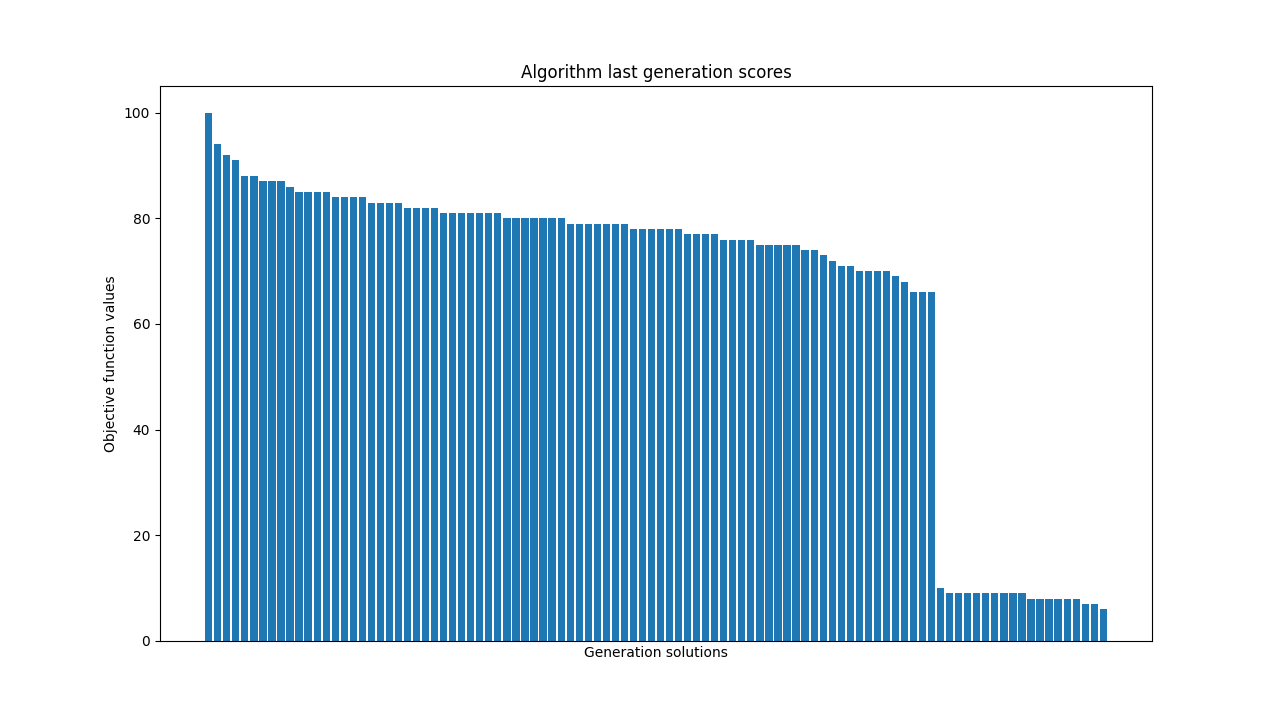 Algorithm last generation scores
100
80
60
40
20
0
Objective function values
Generation solutions